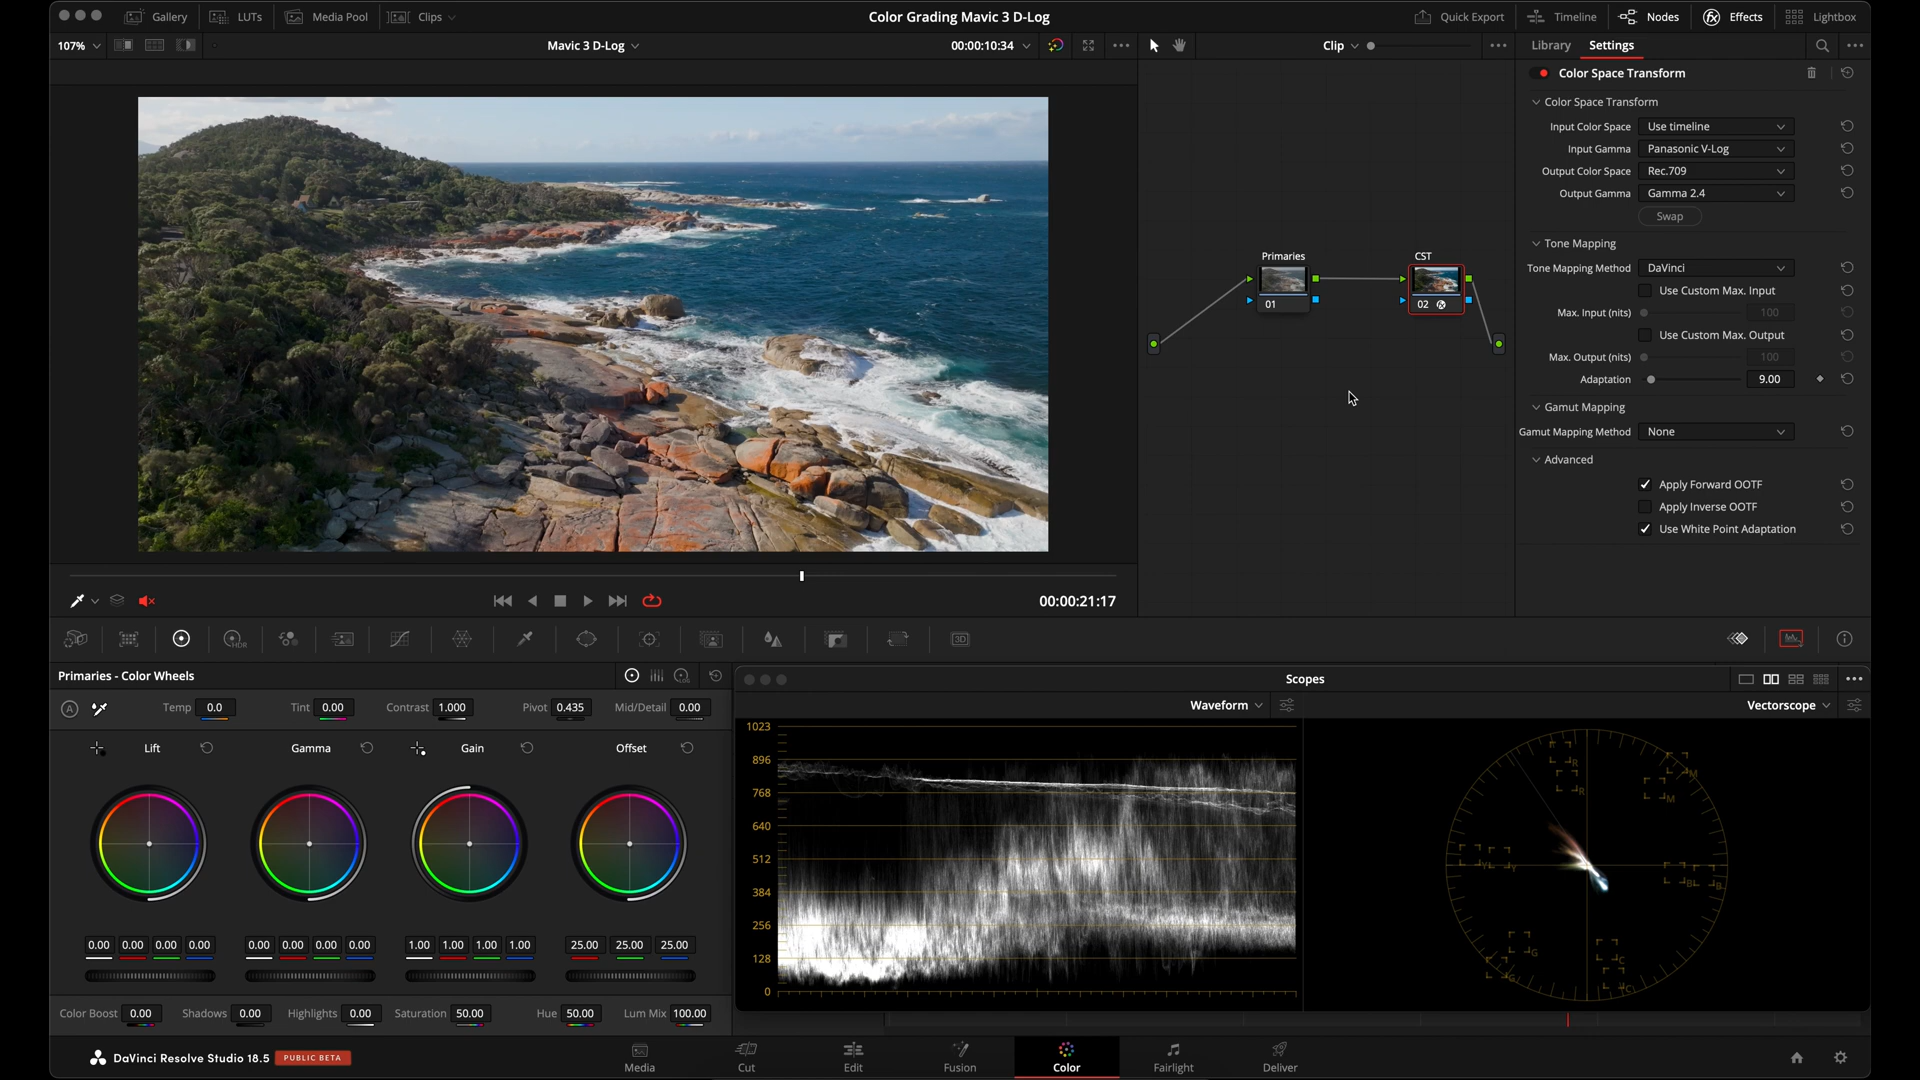 Gallery LUTs Media Pool Clips Color Grading Mavic 3 D-Log Quick Export Timeline Nodes Effects Lightbox
107% Mavic 3 D-Log 00:00:10:34 Clip Library Settings
Color Space Transform
Color Space Transform
Input Color Space Use timeline
Input Gamma Panasonic V-Log
Output Color Space Rec.709
Output Gamma Gamma 2.4
Swap
Tone Mapping
Tone Mapping Method DaVinci
Use Custom Max. Input
Max. Input (nits) 100
Use Custom Max. Output
Max. Output (nits) 100
Adaptation 9.00
Gamut Mapping
Gamut Mapping Method None
Advanced
Apply Forward OOTF
Apply Inverse OOTF
Use White Point Adaptation
Primaries CST
01 02
00:00:21:17
HDR 3D
Primaries - Color Wheels
LOG
A Temp 0.0 Tint 0.00 Contrast 1.000 Pivot 0.435 Mid/Detail 0.00
Lift Gamma Gain Offset
0.00 0.00 0.00 0.00 0.00 0.00 0.00 0.00 1.00 1.00 1.00 1.00 25.00 25.00 25.00
Color Boost 0.00 Shadows 0.00 Highlights 0.00 Saturation 50.00 Hue 50.00 Lum Mix 100.00
Scopes
Waveform Vectorscope
1023
896
768
640
512
384
256
128
0
R M
R M
Y Y B B
G C
G C
DaVinci Resolve Studio 18.5 PUBLIC BETA
Media Cut Edit Fusion Color Fairlight Deliver